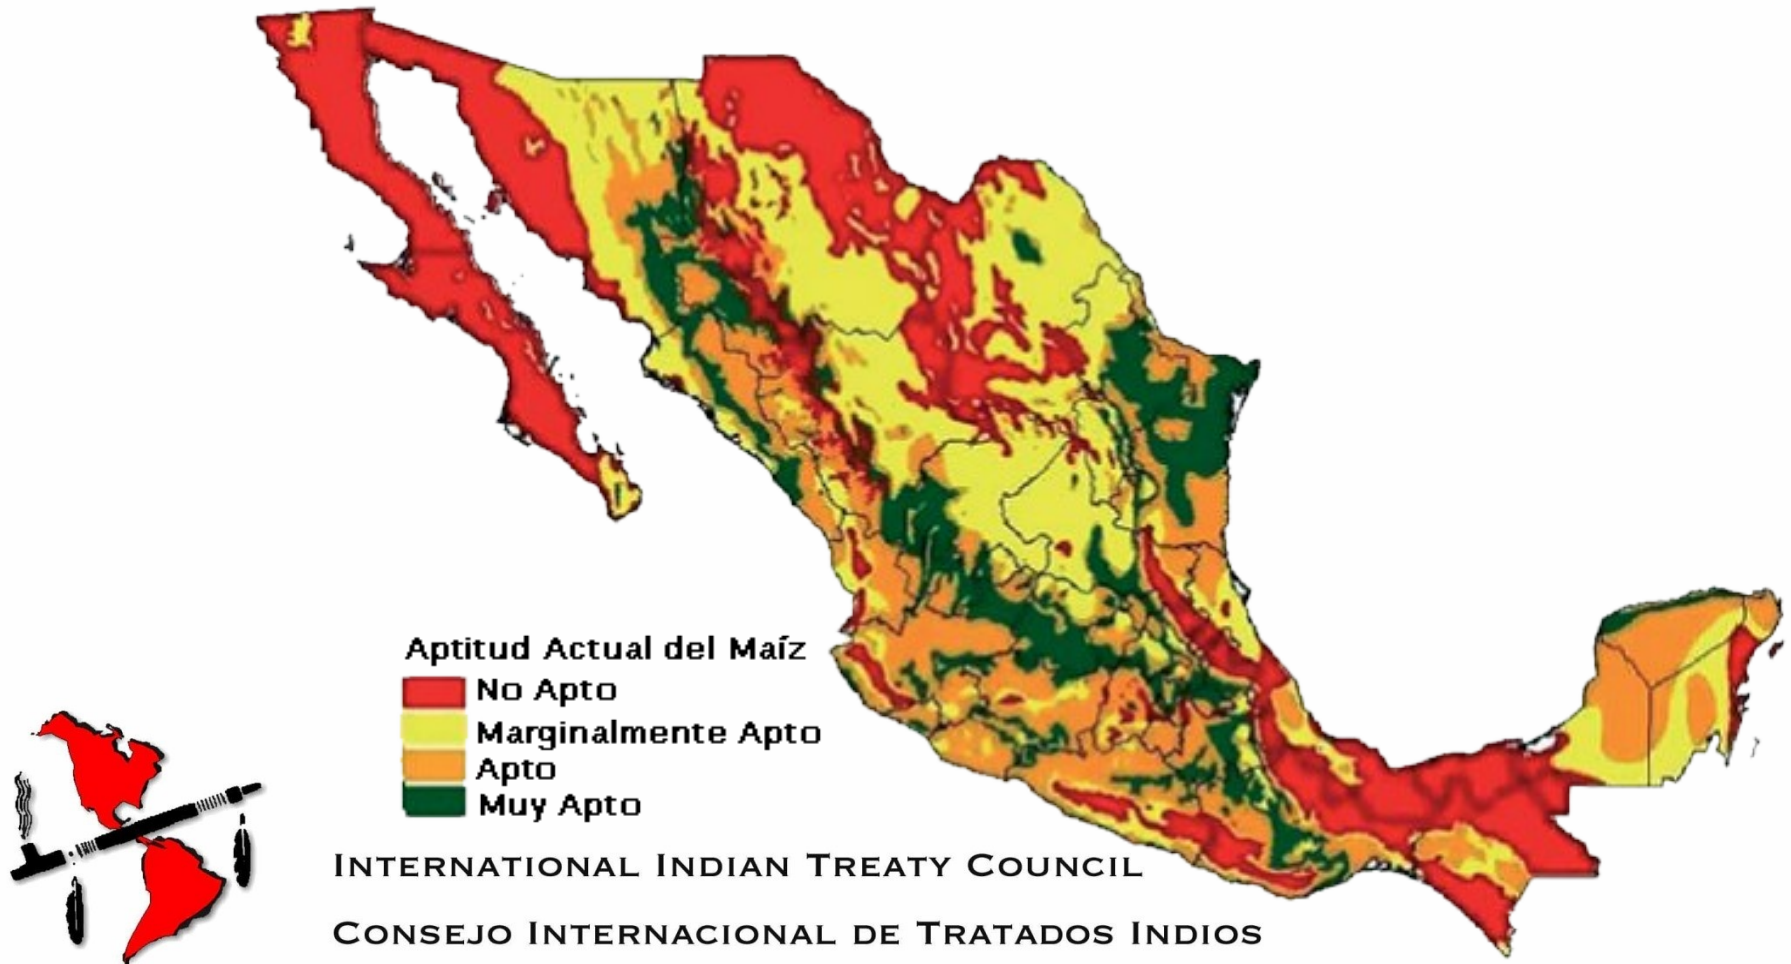 Aptitud Actual del Maíz
No Apto
Marginalmente Apto
Apto
Muy Apto
INTERNATIONAL INDIAN TREATY COUNCIL
CONSEJO INTERNACIONAL DE TRATADOS INDIOS